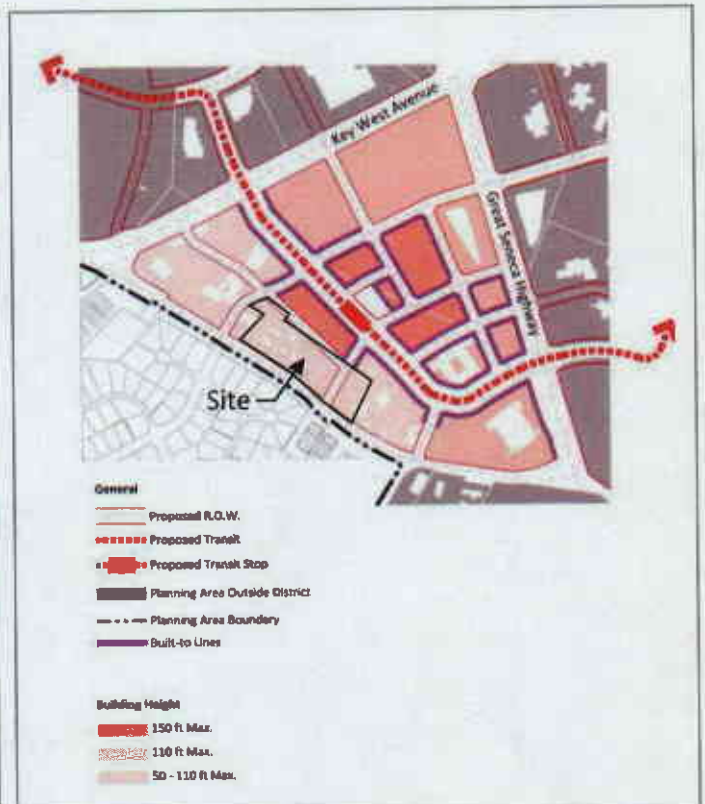 Key West Avenue
Great Seneca Highway
Site
General
Proposed R.O.W.
Proposed Transit
Proposed Transit Stop
Planning Area Outside District
Planning Area Boundary
Built-to Lines
Building Height
150 ft Max.
110 ft Max.
50 - 110 ft Max.